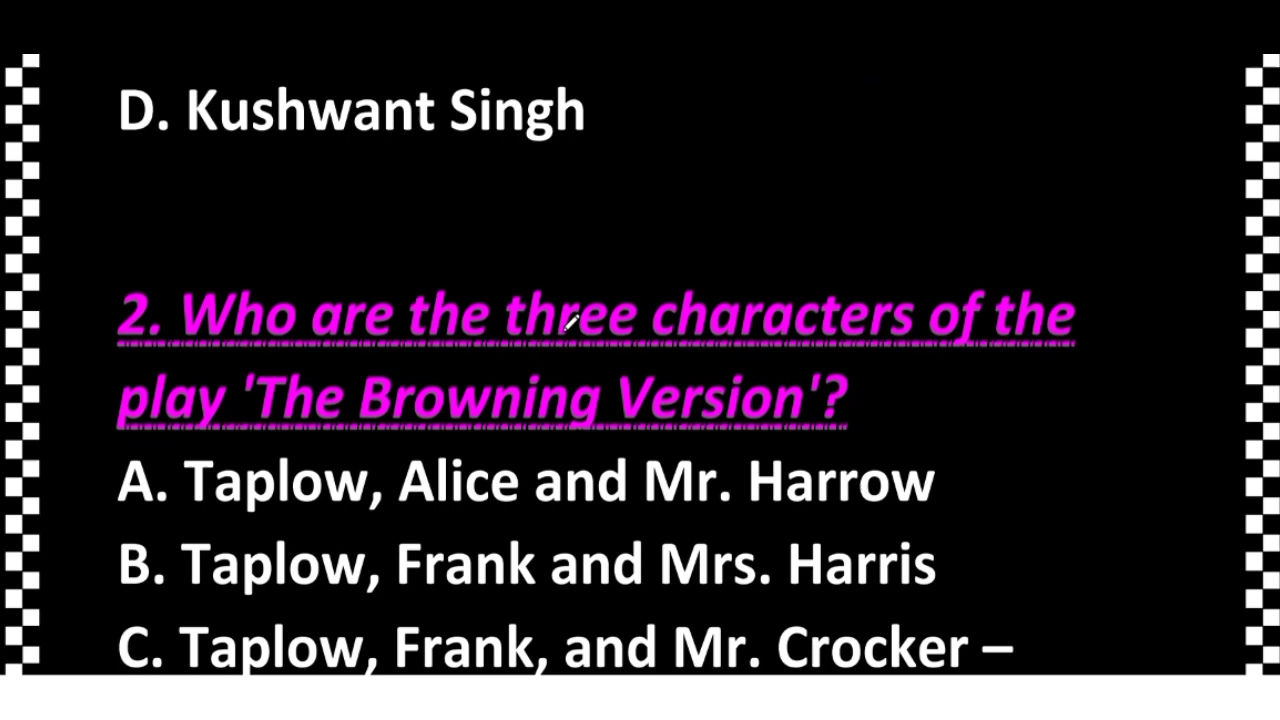 D. Kushwant Singh
2. Who are the three characters of the
play 'The Browning Version'?
A. Taplow, Alice and Mr. Harrow
B. Taplow, Frank and Mrs. Harris
C. Taplow, Frank, and Mr. Crocker –